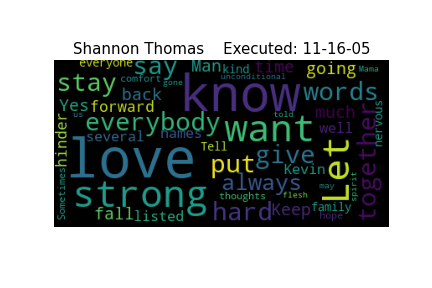 Shannon Thomas    Executed: 11-16-05
everyone say Man kind time going Mama
stay comfort gone know unconditional words
Yes forward back much
hinder us everybody want told well nervous
several names Tell Let together
love put give Kevin
Sometimes strong always may spirit
thoughts flesh
fall listed hard Keep family hope